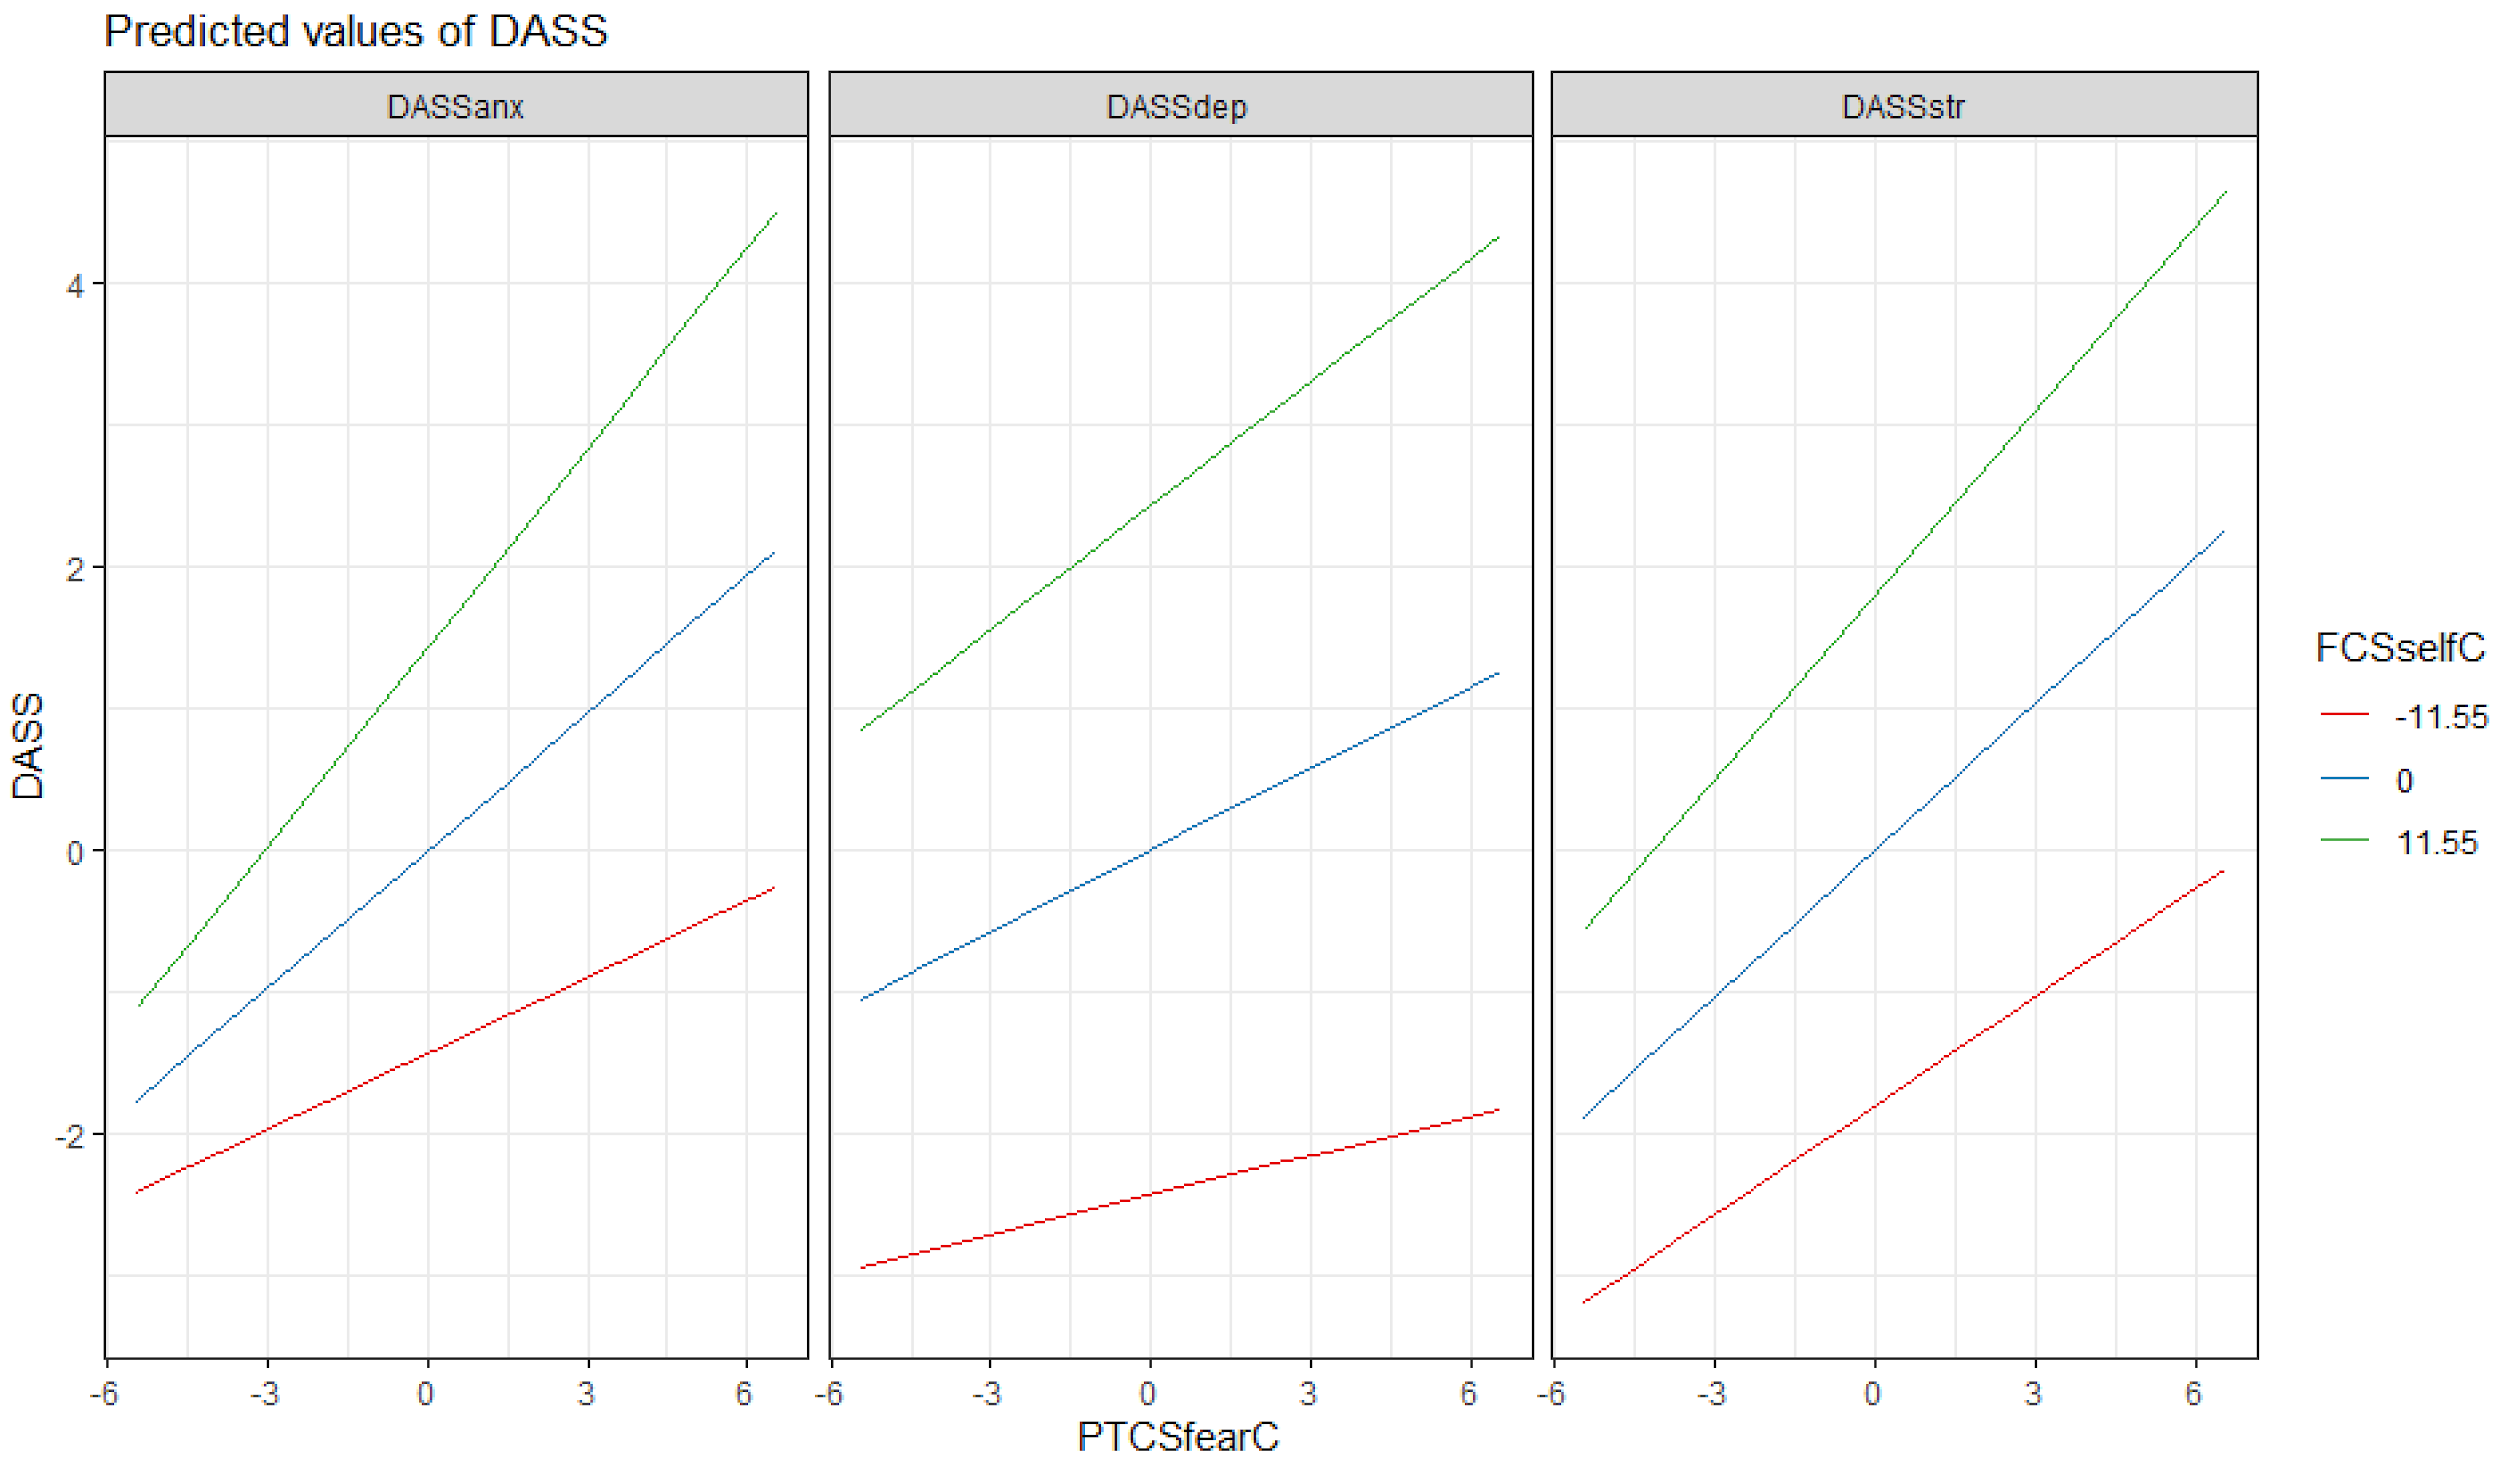 Predicted values of DASS
DASSanx DASSdep DASSstr
4
2
0
-2
DASS
-6 -3 0 3 6 -6 -3 0 3 6 -6 -3 0 3 6
PTCSfearC
FCSselfC
-11.55
0
11.55